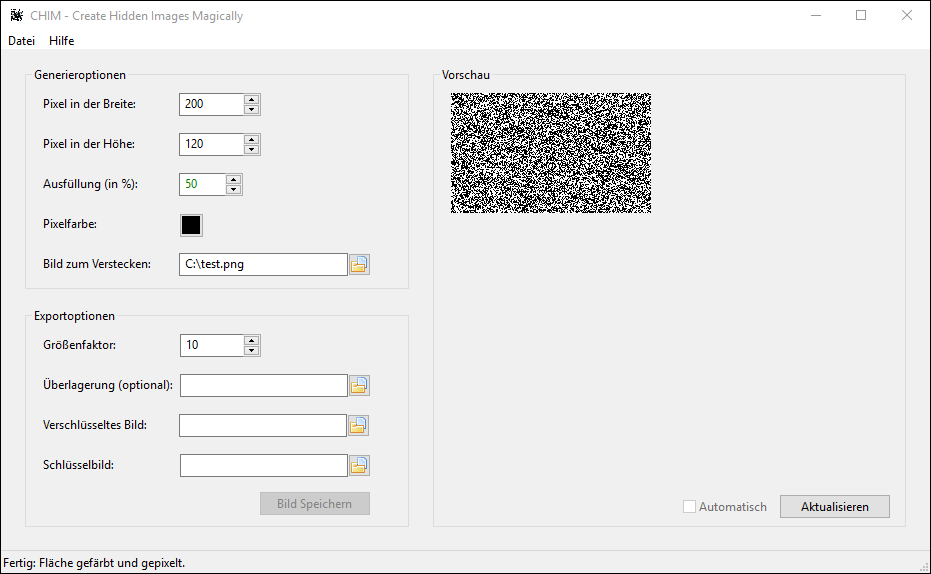 CHIM - Create Hidden Images Magically
Datei Hilfe
Generieroptionen
Pixel in der Breite: 200
Pixel in der Höhe: 120
Ausfüllung (in %): 50
Pixelfarbe:
Bild zum Verstecken: C:\test.png
Exportoptionen
Größenfaktor: 10
Überlagerung (optional):
Verschlüsseltes Bild:
Schlüsselbild:
Bild Speichern
Vorschau
Automatisch Aktualisieren
Fertig: Fläche gefärbt und gepixelt.